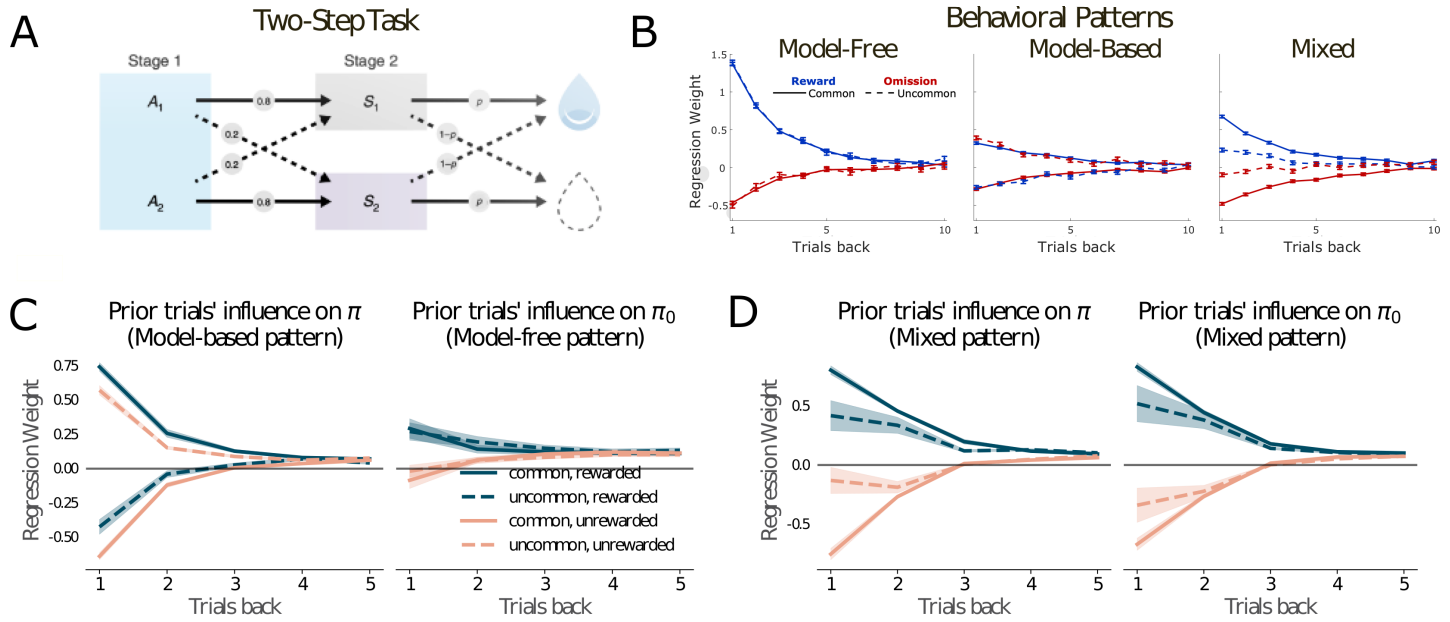 A
Two-Step Task
Stage 1
Stage 2
A1
0.8
S1
p
0.2
1-p
0.2
1-p
A2
0.8
S2
p
B
Behavioral Patterns
Model-Free
Model-Based
Mixed
Reward
Omission
Common
Uncommon
Regression Weight
1.5
1
0.5
0
-0.5
1
5
10
Trials back
1
5
10
Trials back
1
5
10
Trials back
C
Prior trials' influence on π
(Model-based pattern)
Prior trials' influence on π0
(Model-free pattern)
Regression Weight
0.75
0.50
0.25
0.00
-0.25
-0.50
common, rewarded
uncommon, rewarded
common, unrewarded
uncommon, unrewarded
1 2 3 4 5
Trials back
1 2 3 4 5
Trials back
D
Prior trials' influence on π
(Mixed pattern)
Prior trials' influence on π0
(Mixed pattern)
Regression Weight
0.5
0.0
-0.5
1 2 3 4 5
Trials back
1 2 3 4 5
Trials back